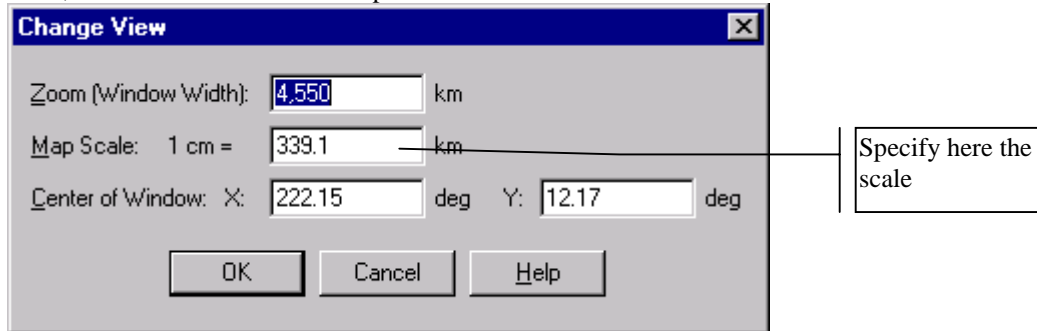 Change View
Zoom (Window Width): 4,550 km
Map Scale: 1 cm = 339.1 km
Center of Window: X: 222.15 deg Y: 12.17 deg
OK Cancel Help
Specify here the
scale